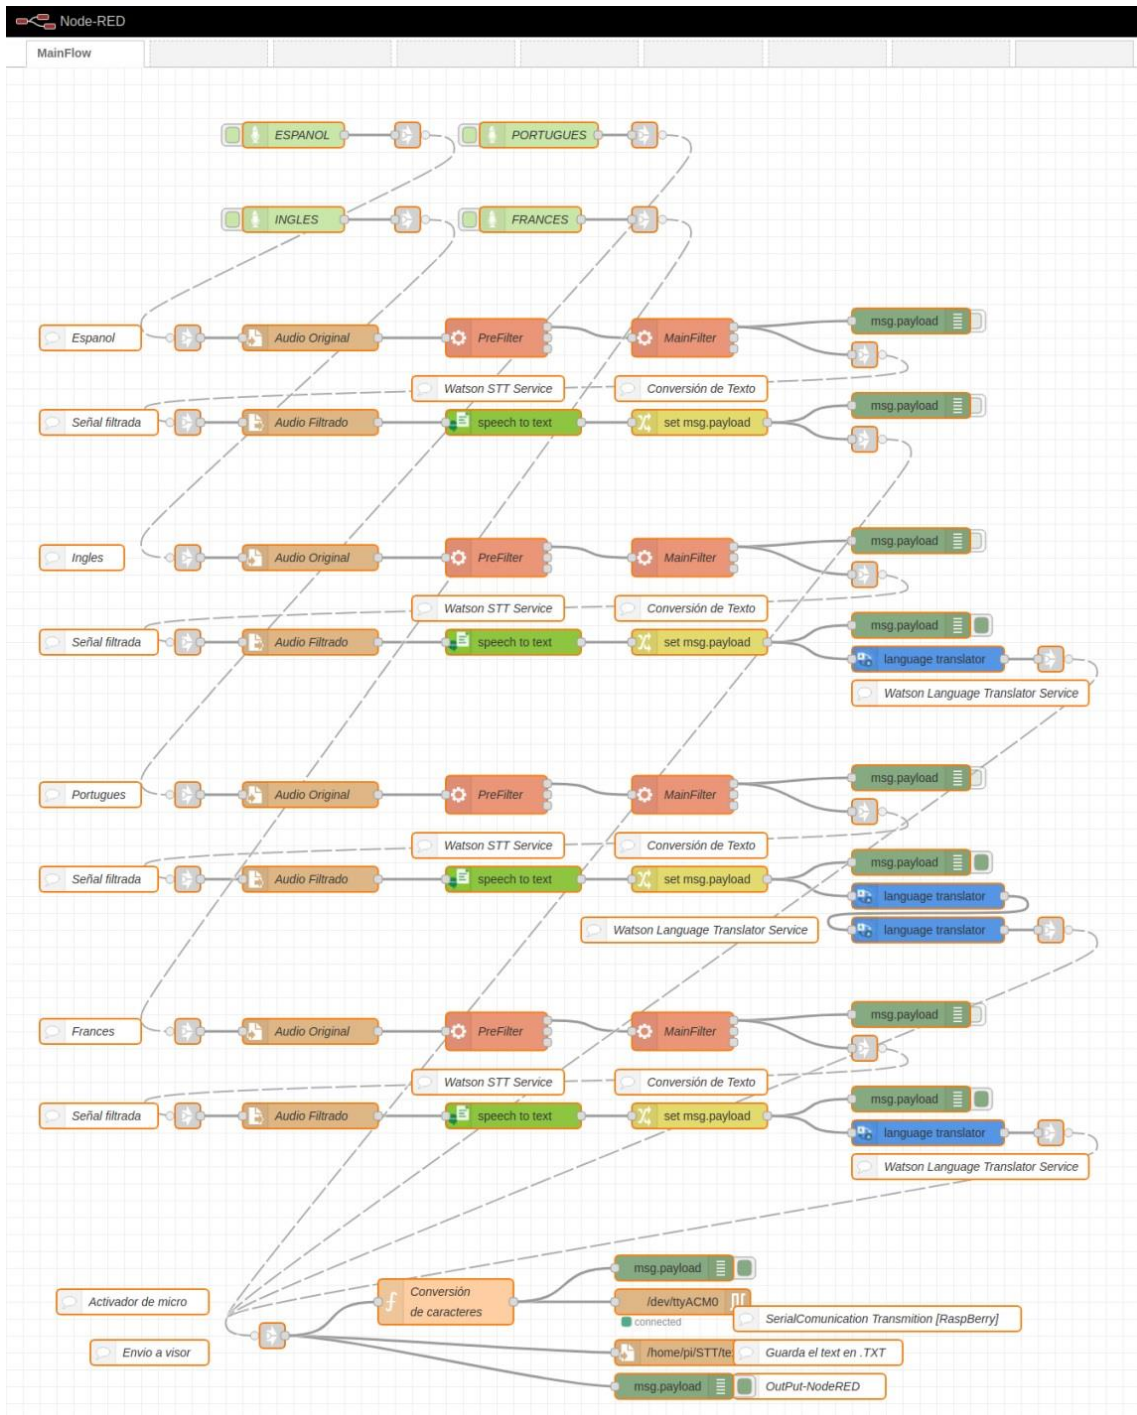 Node-RED
MainFlow
ESPANOL
PORTUGUES
INGLES
FRANCES
msg.payload
Espanol
Audio Original
PreFilter
MainFilter
Watson STT Service
Conversión de Texto
msg.payload
Señal filtrada
Audio Filtrado
speech to text
set msg.payload
msg.payload
Ingles
Audio Original
PreFilter
MainFilter
Watson STT Service
Conversión de Texto
msg.payload
Señal filtrada
Audio Filtrado
speech to text
set msg.payload
language translator
Watson Language Translator Service
msg.payload
Portugues
Audio Original
PreFilter
MainFilter
Watson STT Service
Conversión de Texto
msg.payload
Señal filtrada
Audio Filtrado
speech to text
set msg.payload
language translator
Watson Language Translator Service
language translator
msg.payload
Frances
Audio Original
PreFilter
MainFilter
Watson STT Service
Conversión de Texto
msg.payload
Señal filtrada
Audio Filtrado
speech to text
set msg.payload
language translator
Watson Language Translator Service
msg.payload
Activador de micro
Conversión
de caracteres
/dev/ttyACM0
connected
SerialComunication Transmition [RaspBerry]
Envio a visor
/home/pi/STT/te
Guarda el text en .TXT
msg.payload
OutPut-NodeRED